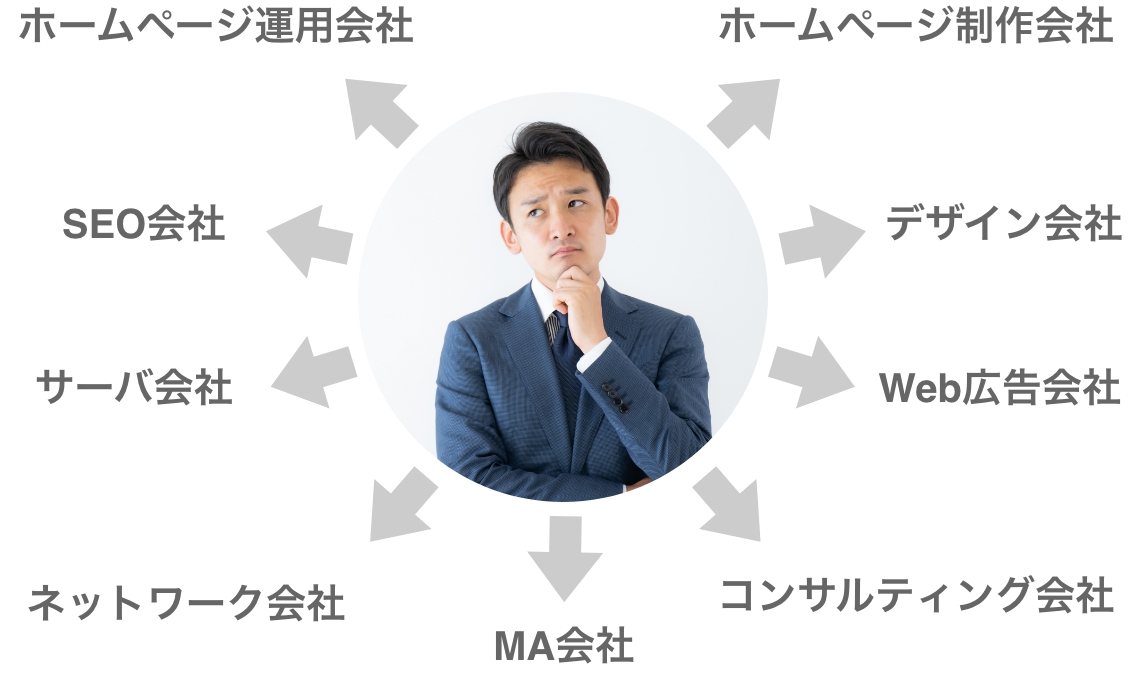 ホームページ運用会社
ホームページ制作会社
SEO会社
デザイン会社
サーバ会社
Web広告会社
ネットワーク会社
コンサルティング会社
MA会社